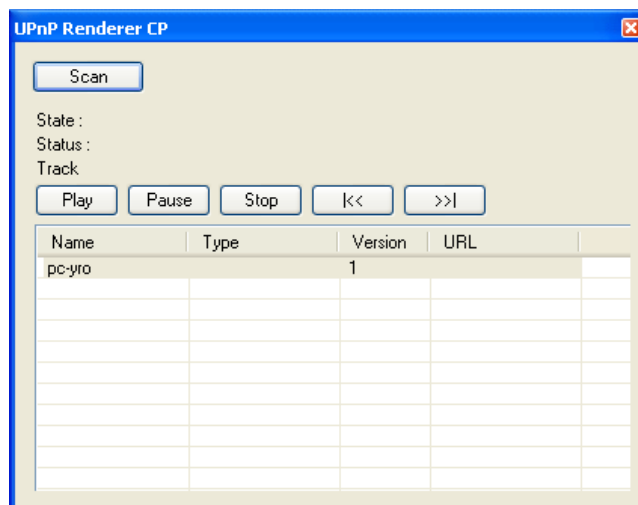 UPnP Renderer CP
Scan
State :
Status :
Track
Play Pause Stop |<< >>|
Name Type Version URL
pc-yro 1